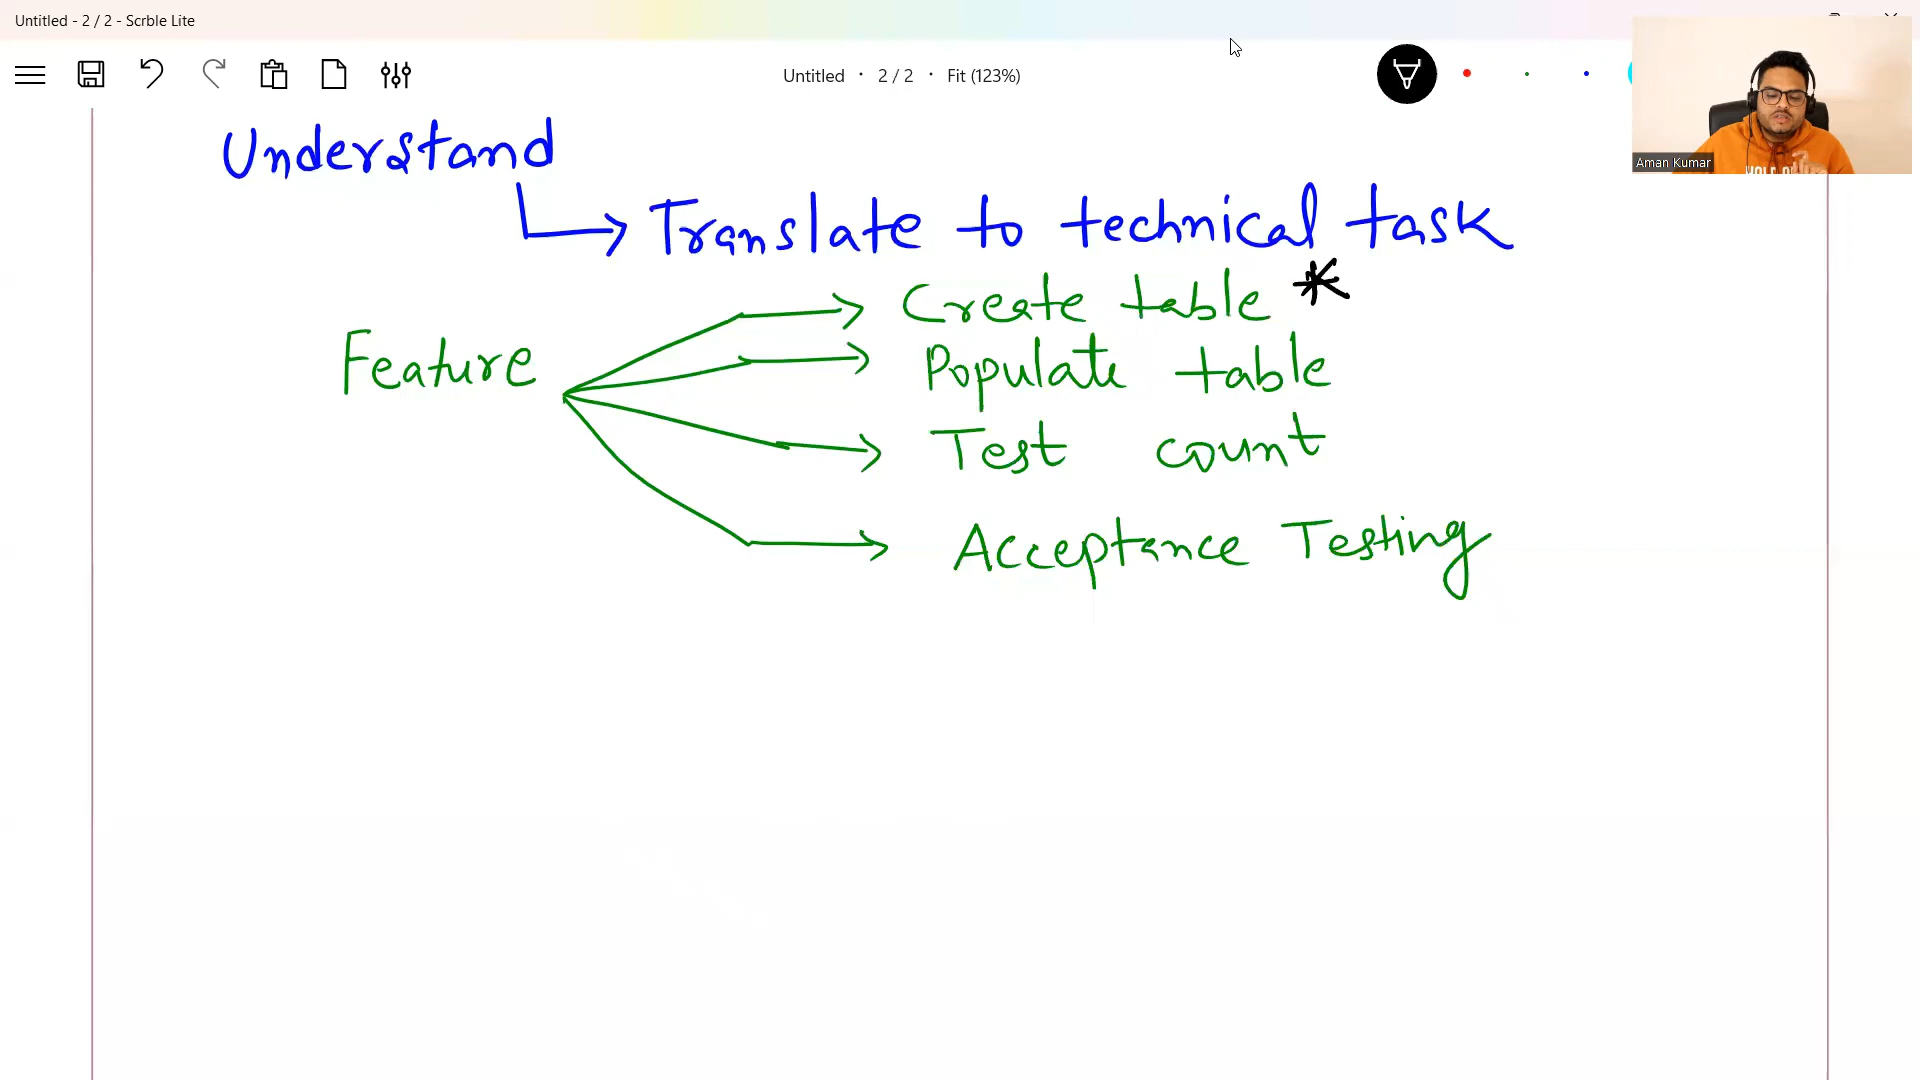 Untitled - 2 / 2 - Scrble Lite
Untitled • 2 / 2 • Fit (123%)
Aman Kumar
Understand
Translate to technical task
Create table *
Feature
Populate table
Test count
Acceptance Testing